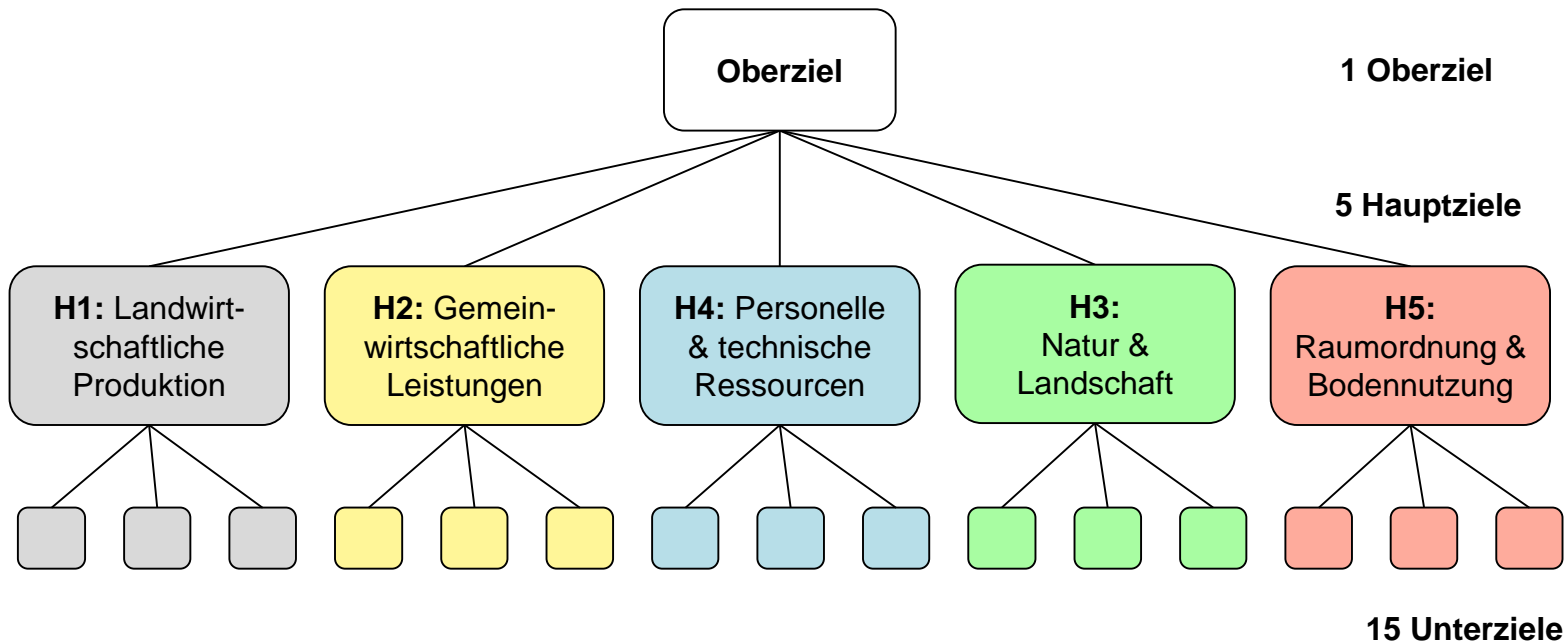 Oberziel
1 Oberziel
5 Hauptziele
H1: Landwirt-
schaftliche
Produktion
H2: Gemein-
wirtschaftliche
Leistungen
H4: Personelle
& technische
Ressourcen
H3:
Natur &
Landschaft
H5:
Raumordnung &
Bodennutzung
15 Unterziele